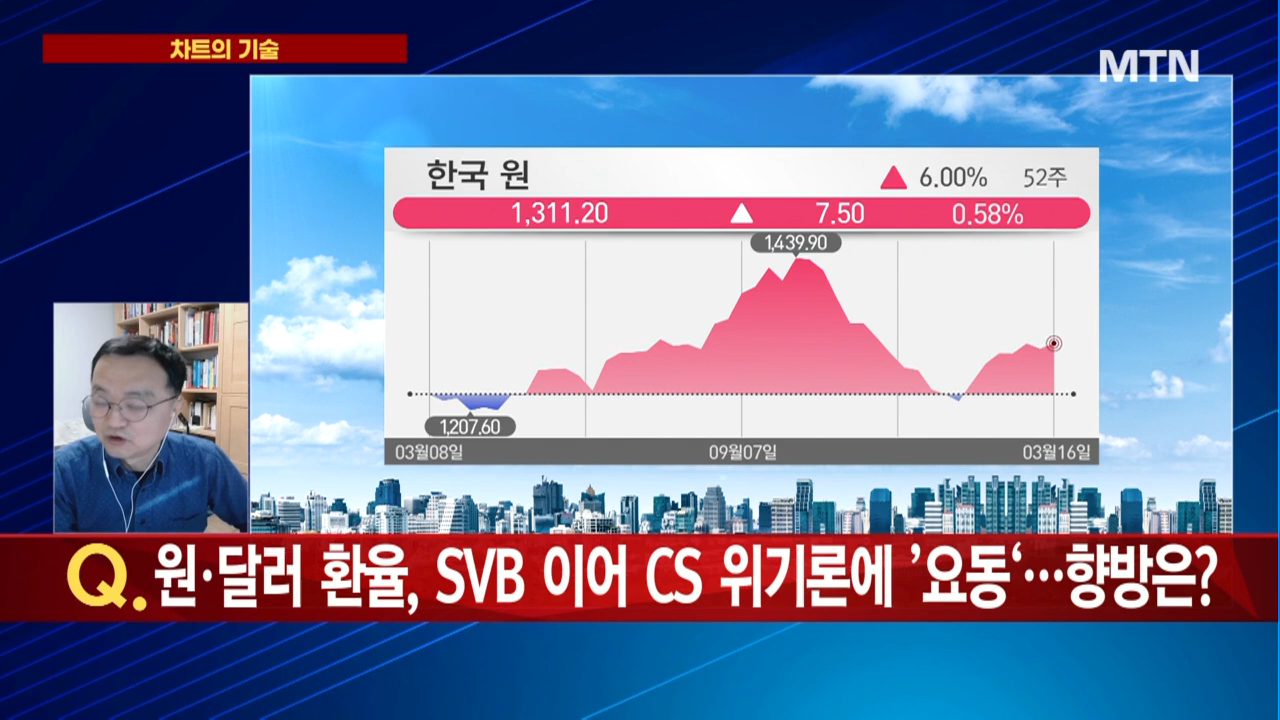 차트의 기술
MTN
한국 원 ▲ 6.00% 52주
1,311.20 ▲ 7.50 0.58%
1,439.90
1,207.60
03월08일 09월07일 03월16일
Q. 원·달러 환율, SVB 이어 CS 위기론에 ’요동‘…향방은?